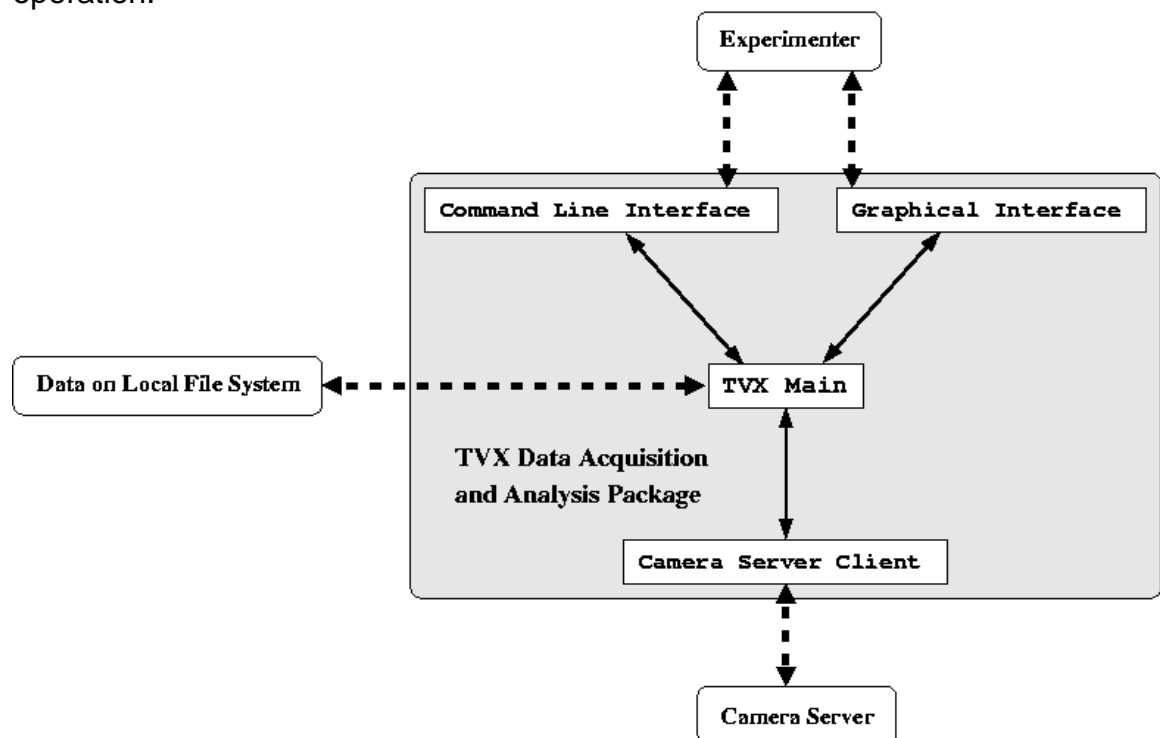 operation.
Experimenter
Command Line Interface
Graphical Interface
Data on Local File System
TVX Main
TVX Data Acquisition
and Analysis Package
Camera Server Client
Camera Server